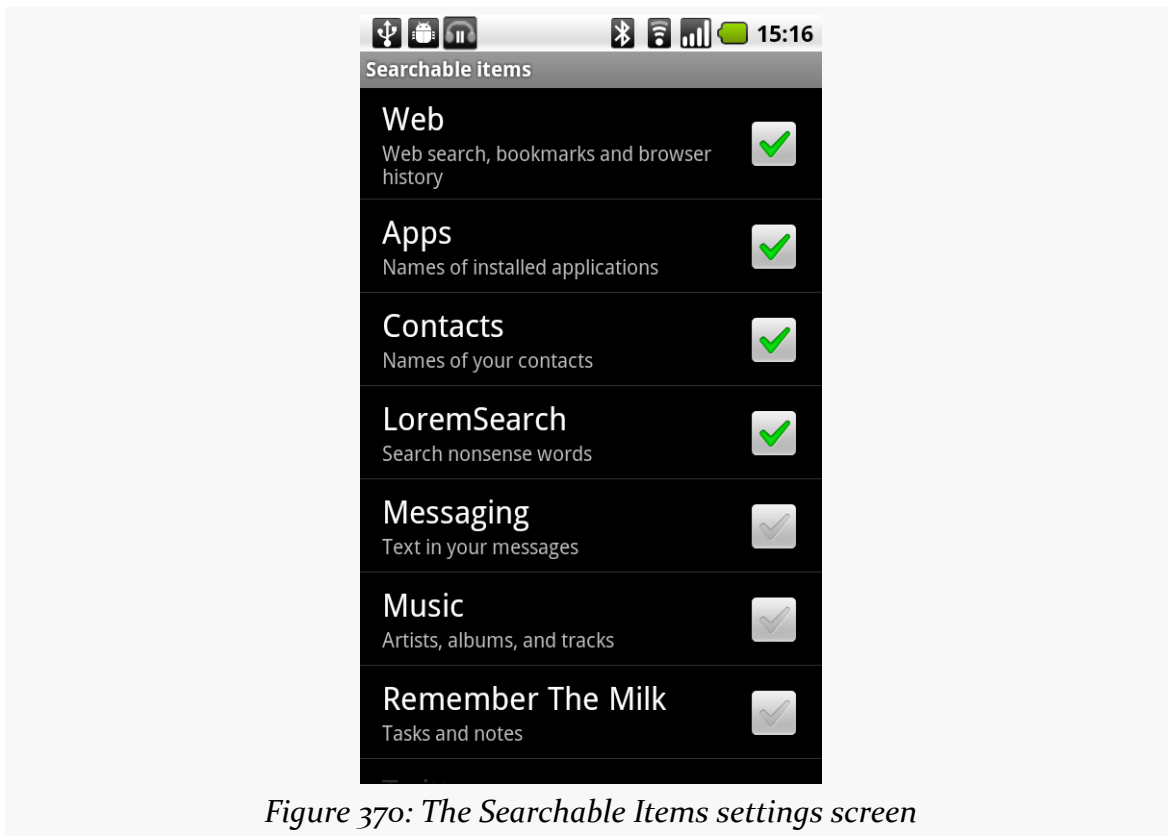 15:16
Searchable items
Web
Web search, bookmarks and browser
history
Apps
Names of installed applications
Contacts
Names of your contacts
LoremSearch
Search nonsense words
Messaging
Text in your messages
Music
Artists, albums, and tracks
Remember The Milk
Tasks and notes
Figure 370: The Searchable Items settings screen